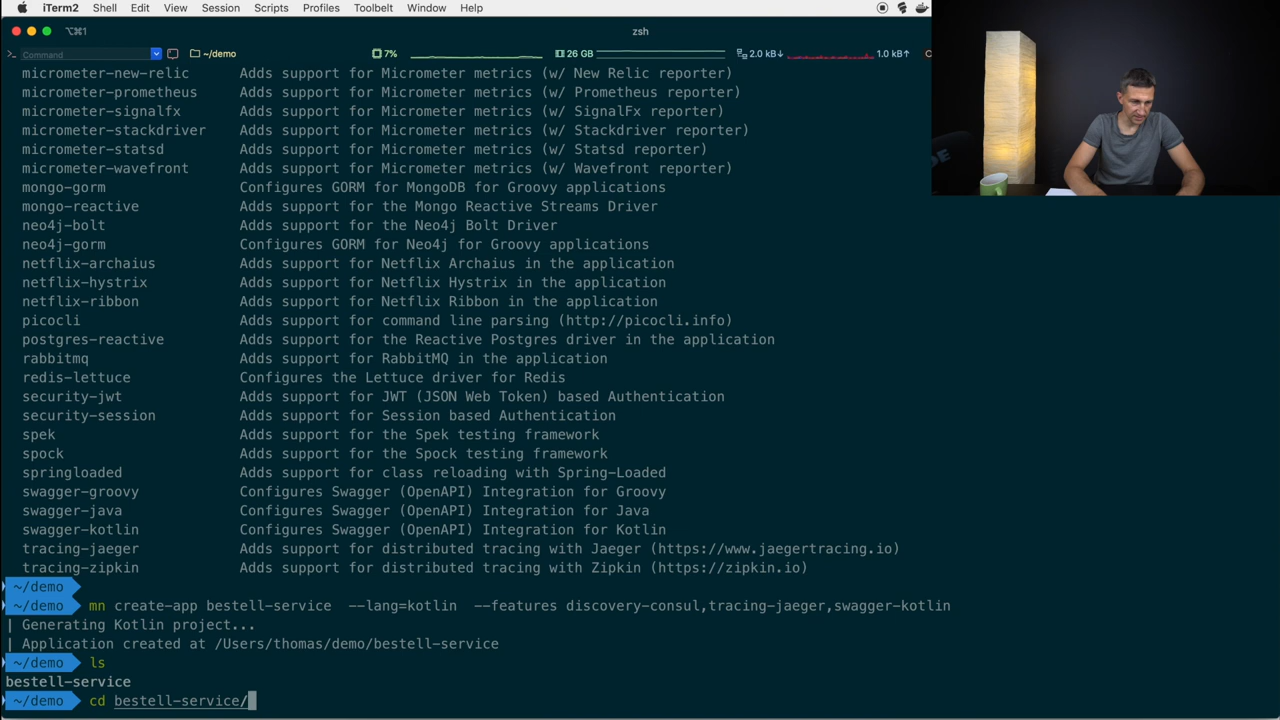 iTerm2 Shell Edit View Session Scripts Profiles Toolbelt Window Help
⌥⌘1 zsh
Command ~/demo 7% 26 GB 2.0 kB↓ 1.0 kB↑
micrometer-new-relic Adds support for Micrometer metrics (w/ New Relic reporter)
micrometer-prometheus Adds support for Micrometer metrics (w/ Prometheus reporter)
micrometer-signalfx Adds support for Micrometer metrics (w/ SignalFx reporter)
micrometer-stackdriver Adds support for Micrometer metrics (w/ Stackdriver reporter)
micrometer-statsd Adds support for Micrometer metrics (w/ Statsd reporter)
micrometer-wavefront Adds support for Micrometer metrics (w/ Wavefront reporter)
mongo-gorm Configures GORM for MongoDB for Groovy applications
mongo-reactive Adds support for the Mongo Reactive Streams Driver
neo4j-bolt Adds support for the Neo4j Bolt Driver
neo4j-gorm Configures GORM for Neo4j for Groovy applications
netflix-archaius Adds support for Netflix Archaius in the application
netflix-hystrix Adds support for Netflix Hystrix in the application
netflix-ribbon Adds support for Netflix Ribbon in the application
picocli Adds support for command line parsing (http://picocli.info)
postgres-reactive Adds support for the Reactive Postgres driver in the application
rabbitmq Adds support for RabbitMQ in the application
redis-lettuce Configures the Lettuce driver for Redis
security-jwt Adds support for JWT (JSON Web Token) based Authentication
security-session Adds support for Session based Authentication
spek Adds support for the Spek testing framework
spock Adds support for the Spock testing framework
springloaded Adds support for class reloading with Spring-Loaded
swagger-groovy Configures Swagger (OpenAPI) Integration for Groovy
swagger-java Configures Swagger (OpenAPI) Integration for Java
swagger-kotlin Configures Swagger (OpenAPI) Integration for Kotlin
tracing-jaeger Adds support for distributed tracing with Jaeger (https://www.jaegertracing.io)
tracing-zipkin Adds support for distributed tracing with Zipkin (https://zipkin.io)
~/demo
~/demo mn create-app bestell-service --lang=kotlin --features discovery-consul,tracing-jaeger,swagger-kotlin
| Generating Kotlin project...
| Application created at /Users/thomas/demo/bestell-service
~/demo ls
bestell-service
~/demo cd bestell-service/